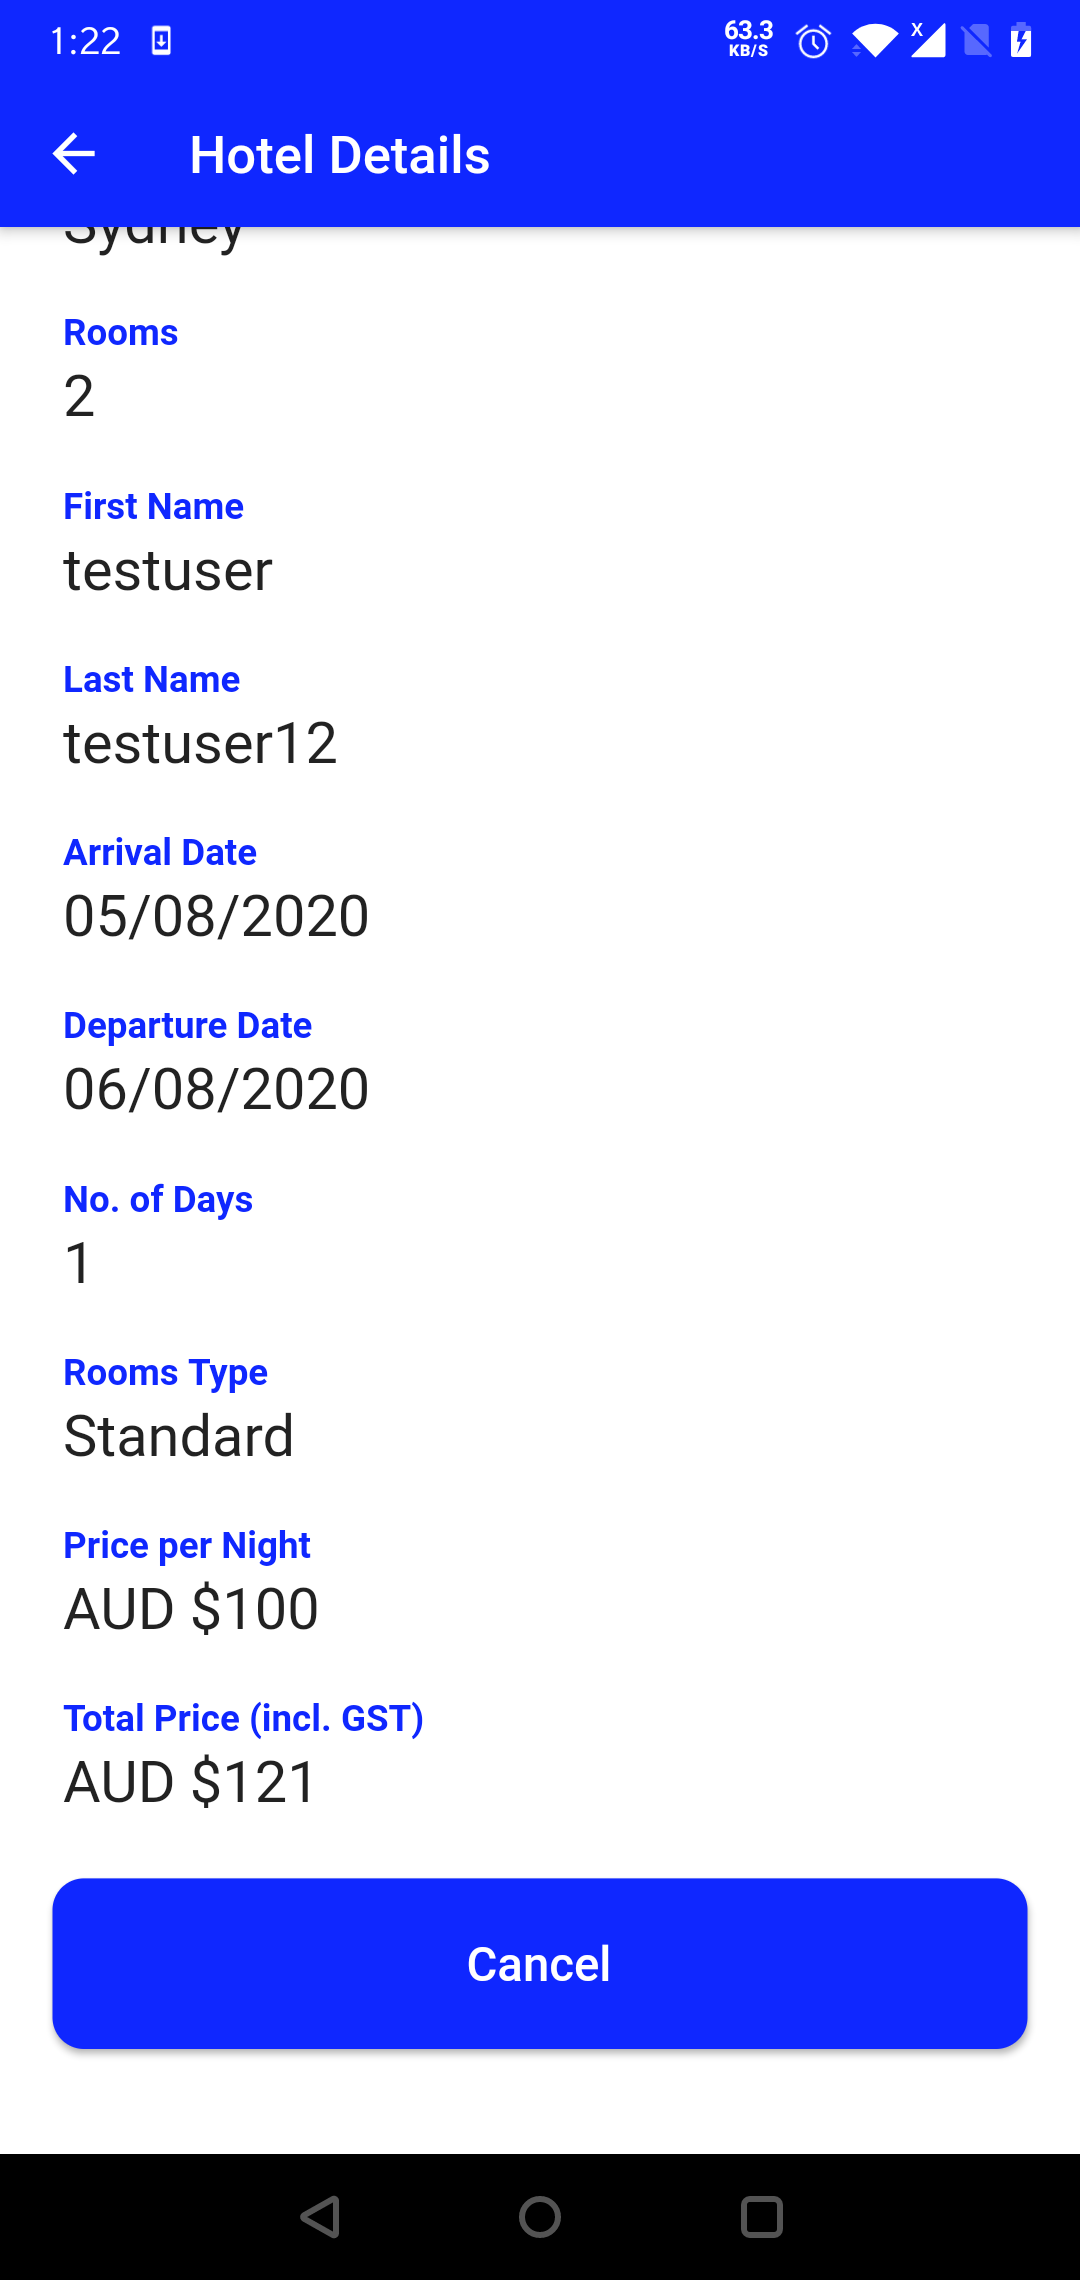 1:22
63.3
KB/S
X
Hotel Details
Sydney
Rooms
2
First Name
testuser
Last Name
testuser12
Arrival Date
05/08/2020
Departure Date
06/08/2020
No. of Days
1
Rooms Type
Standard
Price per Night
AUD $100
Total Price (incl. GST)
AUD $121
Cancel